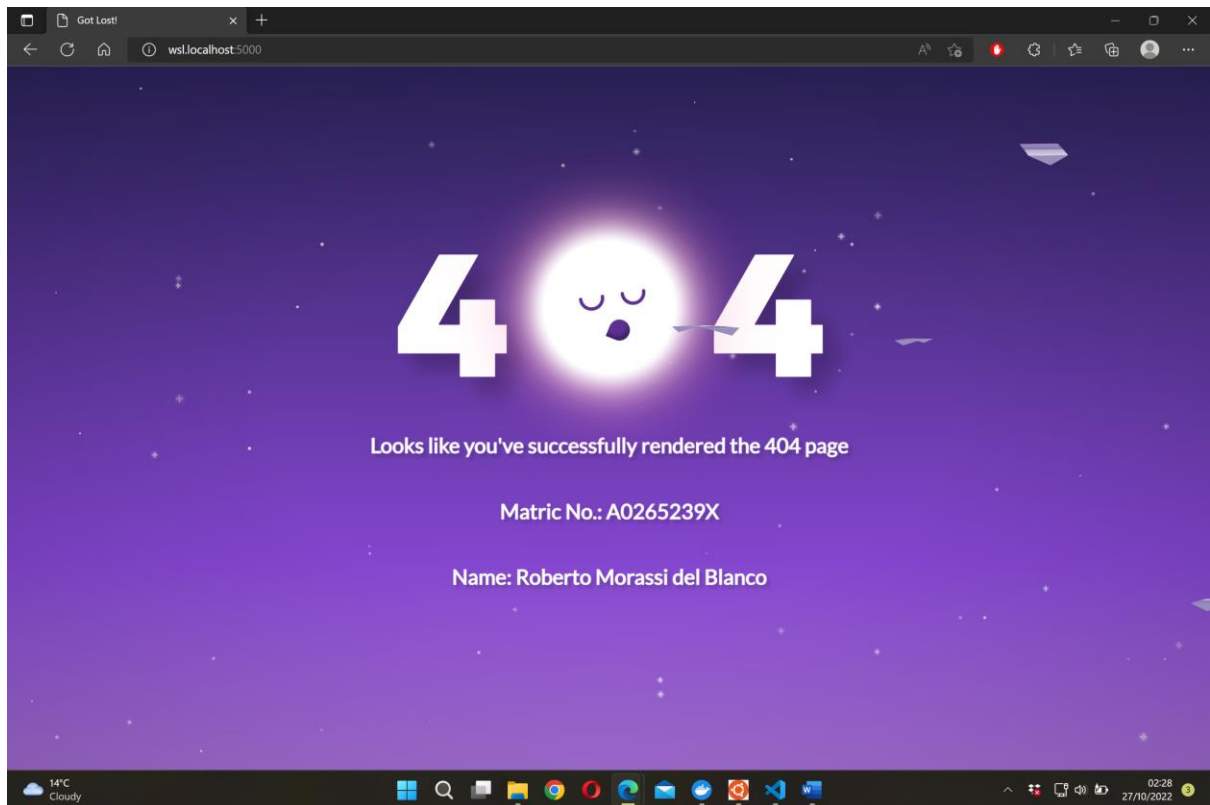 Got Lost!
wsl.localhost:5000
404
Looks like you've successfully rendered the 404 page
Matric No.: A0265239X
Name: Roberto Morassi del Blanco
14°C
Cloudy
02:28
27/10/2022
3